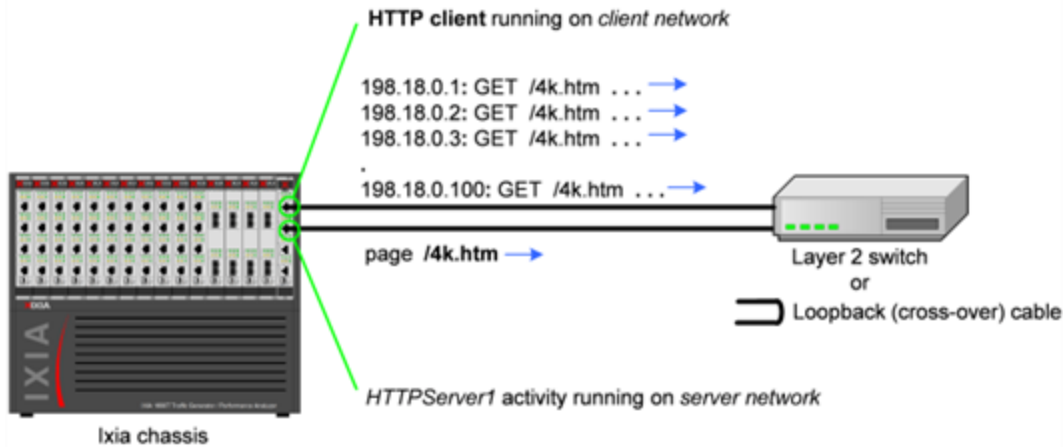 HTTP client running on client network
198.18.0.1: GET /4k.htm . . .
198.18.0.2: GET /4k.htm . . .
198.18.0.3: GET /4k.htm . . .
.
198.18.0.100: GET /4k.htm ...
page /4k.htm
Layer 2 switch
or
Loopback (cross-over) cable
IXIA
IXIA
HTTPServer1 activity running on server network
Ixia chassis